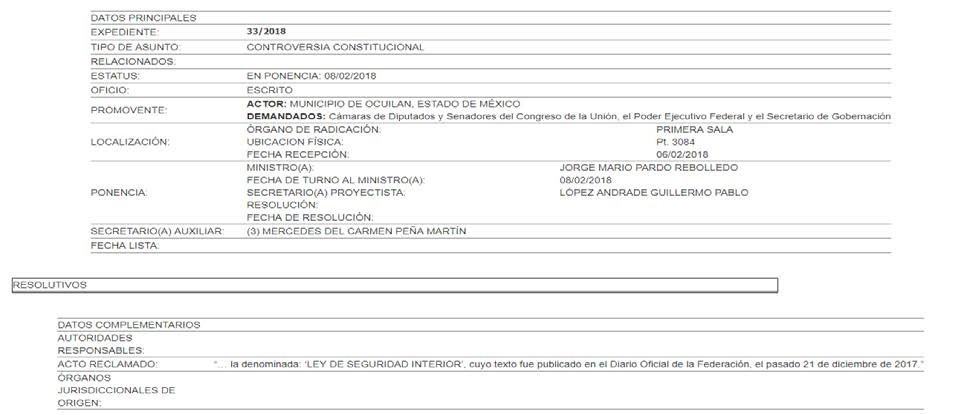 DATOS PRINCIPALES
EXPEDIENTE: 33/2018
TIPO DE ASUNTO: CONTROVERSIA CONSTITUCIONAL
RELACIONADOS:
ESTATUS: EN PONENCIA: 08/02/2018
OFICIO: ESCRITO
PROMOVENTE: ACTOR: MUNICIPIO DE OCUILAN, ESTADO DE MÉXICO
DEMANDADOS: Cámaras de Diputados y Senadores del Congreso de la Unión, el Poder Ejecutivo Federal y el Secretario de Gobernación
LOCALIZACIÓN: ÓRGANO DE RADICACIÓN: PRIMERA SALA
UBICACION FÍSICA: Pt. 3084
FECHA RECEPCIÓN: 06/02/2018
PONENCIA: MINISTRO(A): JORGE MARIO PARDO REBOLLEDO
FECHA DE TURNO AL MINISTRO(A): 08/02/2018
SECRETARIO(A) PROYECTISTA: LÓPEZ ANDRADE GUILLERMO PABLO
RESOLUCIÓN:
FECHA DE RESOLUCIÓN:
SECRETARIO(A) AUXILIAR: (3) MERCEDES DEL CARMEN PEÑA MARTÍN
FECHA LISTA:
RESOLUTIVOS
DATOS COMPLEMENTARIOS
AUTORIDADES
RESPONSABLES:
ACTO RECLAMADO: "... la denominada: 'LEY DE SEGURIDAD INTERIOR', cuyo texto fue publicado en el Diario Oficial de la Federación, el pasado 21 de diciembre de 2017."
ÓRGANOS
JURISDICCIONALES DE
ORIGEN: